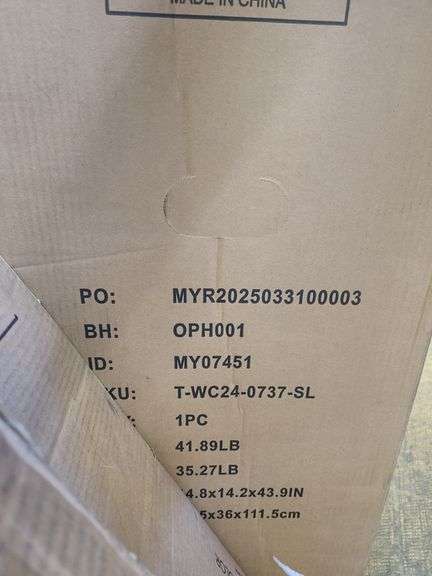 MADE IN CHINA
PO: MYR2025033100003
BH: OPH001
ID: MY07451
KU: T-WC24-0737-SL
1PC
41.89LB
35.27LB
4.8x14.2x43.9IN
5x36x111.5cm